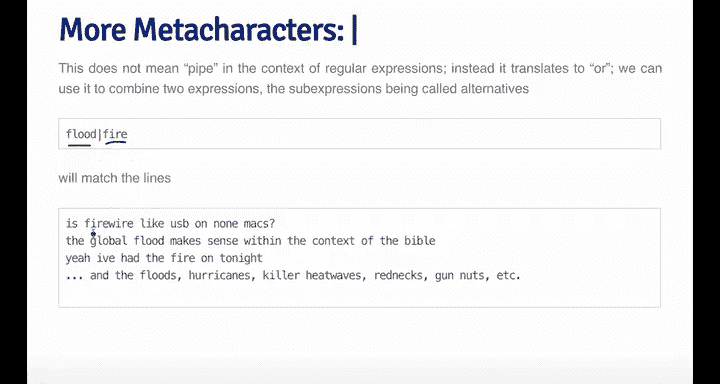 More Metacharacters: |
This does not mean “pipe” in the context of regular expressions; instead it translates to “or”; we can
use it to combine two expressions, the subexpressions being called alternatives
flood|fire
will match the lines
is firewire like usb on none macs?
the global flood makes sense within the context of the bible
yeah ive had the fire on tonight
... and the floods, hurricanes, killer heatwaves, rednecks, gun nuts, etc.